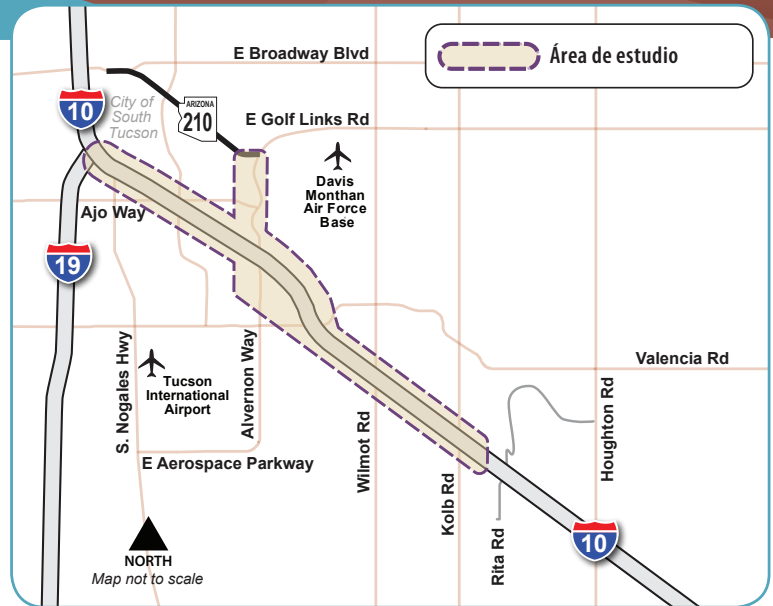 E Broadway Blvd
Área de estudio
10
City of
South
Tucson
ARIZONA
210
E Golf Links Rd
Davis
Monthan
Air Force
Base
Ajo Way
19
S. Nogales Hwy
Tucson
International
Airport
Alvernon Way
Valencia Rd
Wilmot Rd
Houghton Rd
E Aerospace Parkway
Kolb Rd
Rita Rd
10
NORTH
Map not to scale